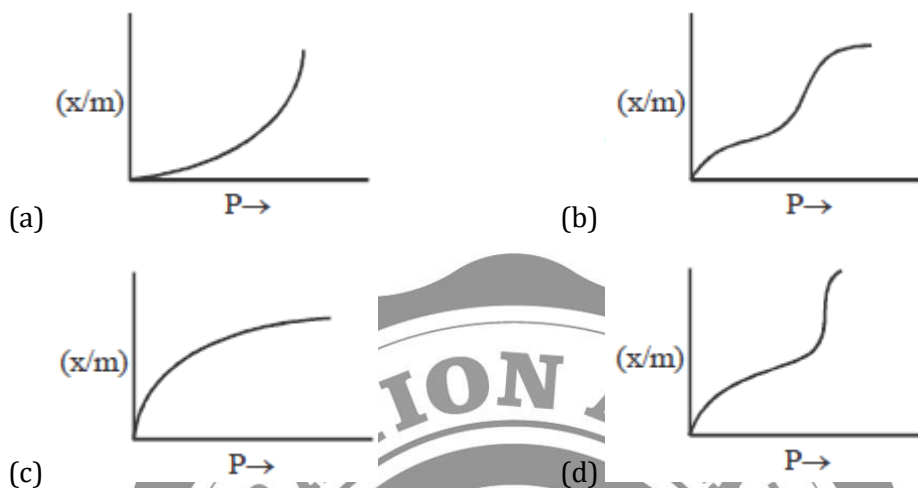 (x/m)
P→
(a)
(x/m)
P→
(b)
(x/m)
P→
(c)
(x/m)
P→
(d)
ION A